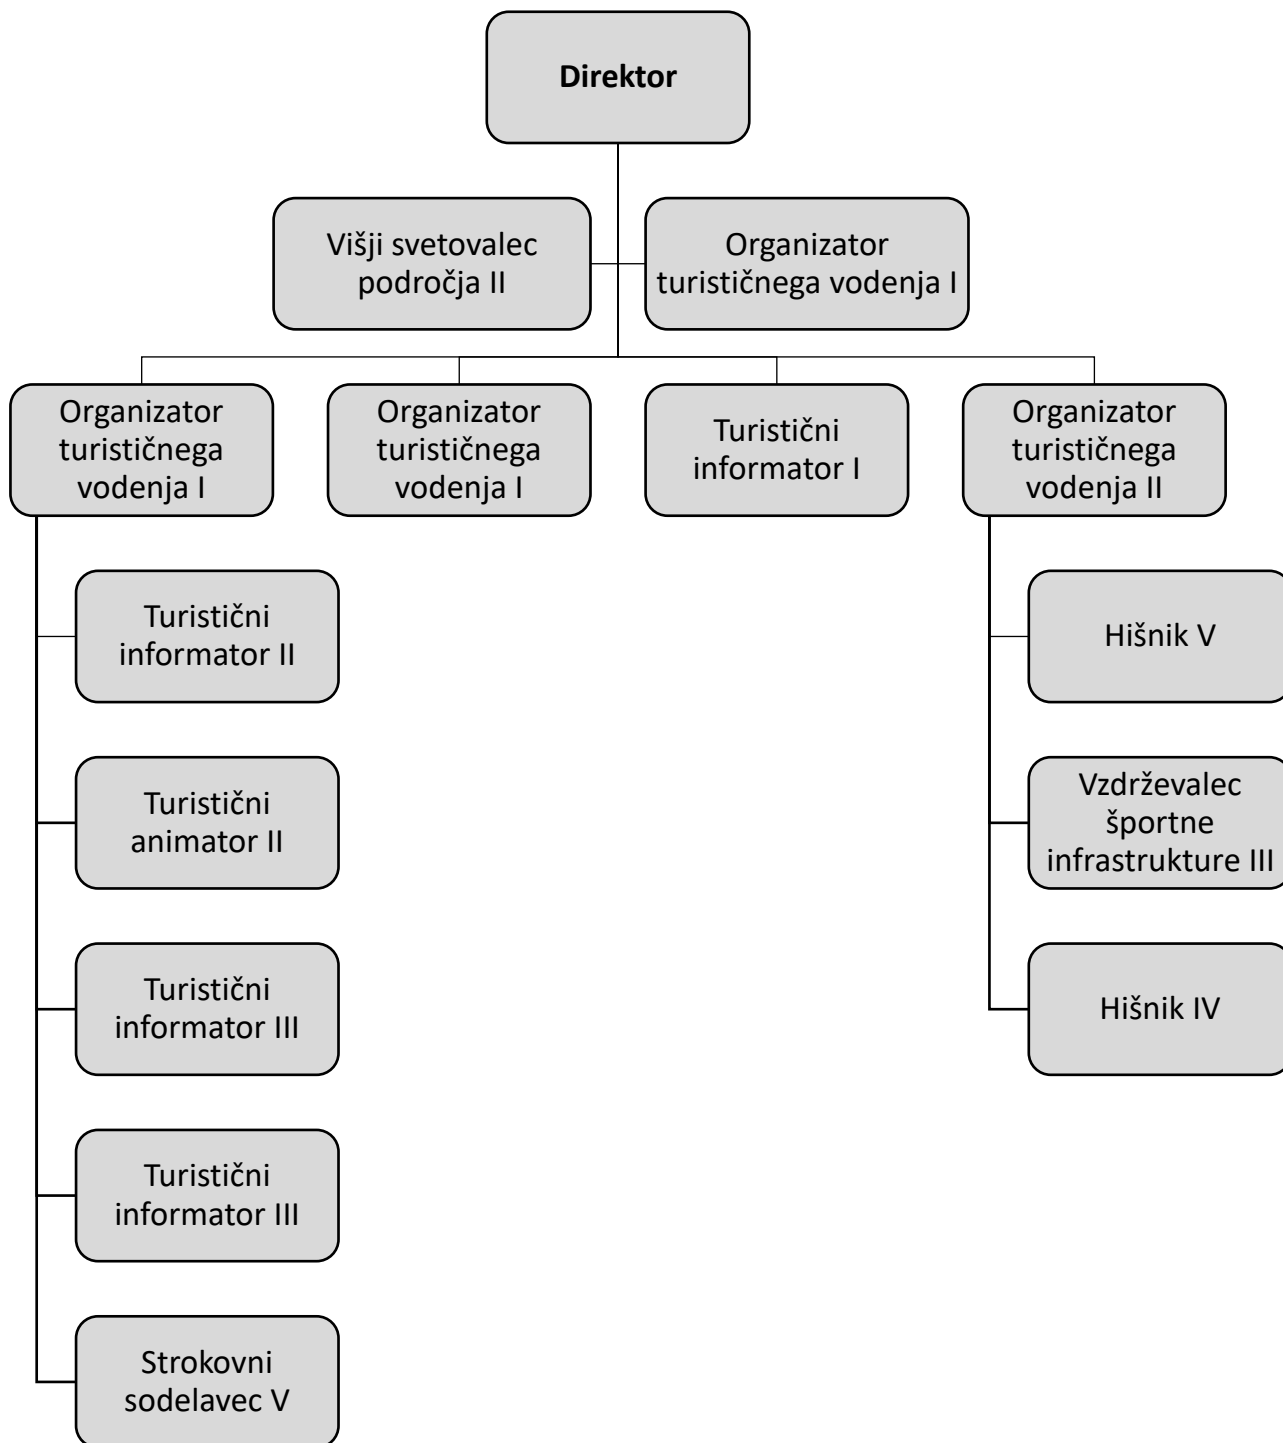 Direktor
Višji svetovalec
področja II
Organizator
turističnega vodenja I
Organizator
turističnega
vodenja I
Organizator
turističnega
vodenja I
Turistični
informator I
Organizator
turističnega
vodenja II
Turistični
informator II
Turistični
animator II
Turistični
informator III
Turistični
informator III
Strokovni
sodelavec V
Hišnik V
Vzdrževalec
športne
infrastrukture III
Hišnik IV